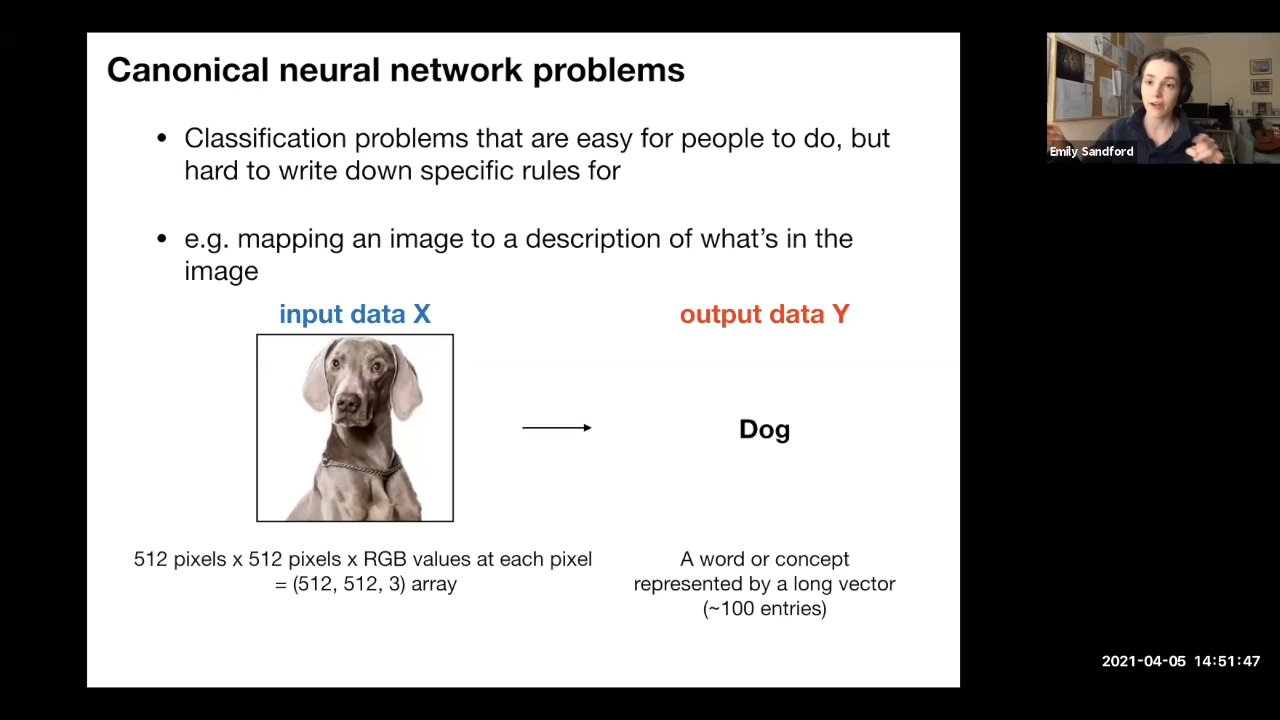 Canonical neural network problems
• Classification problems that are easy for people to do, but
hard to write down specific rules for
• e.g. mapping an image to a description of what's in the
image
input data X
output data Y
Dog
512 pixels x 512 pixels x RGB values at each pixel
= (512, 512, 3) array
A word or concept
represented by a long vector
(~100 entries)
Emily Sandford
2021-04-05 14:51:47